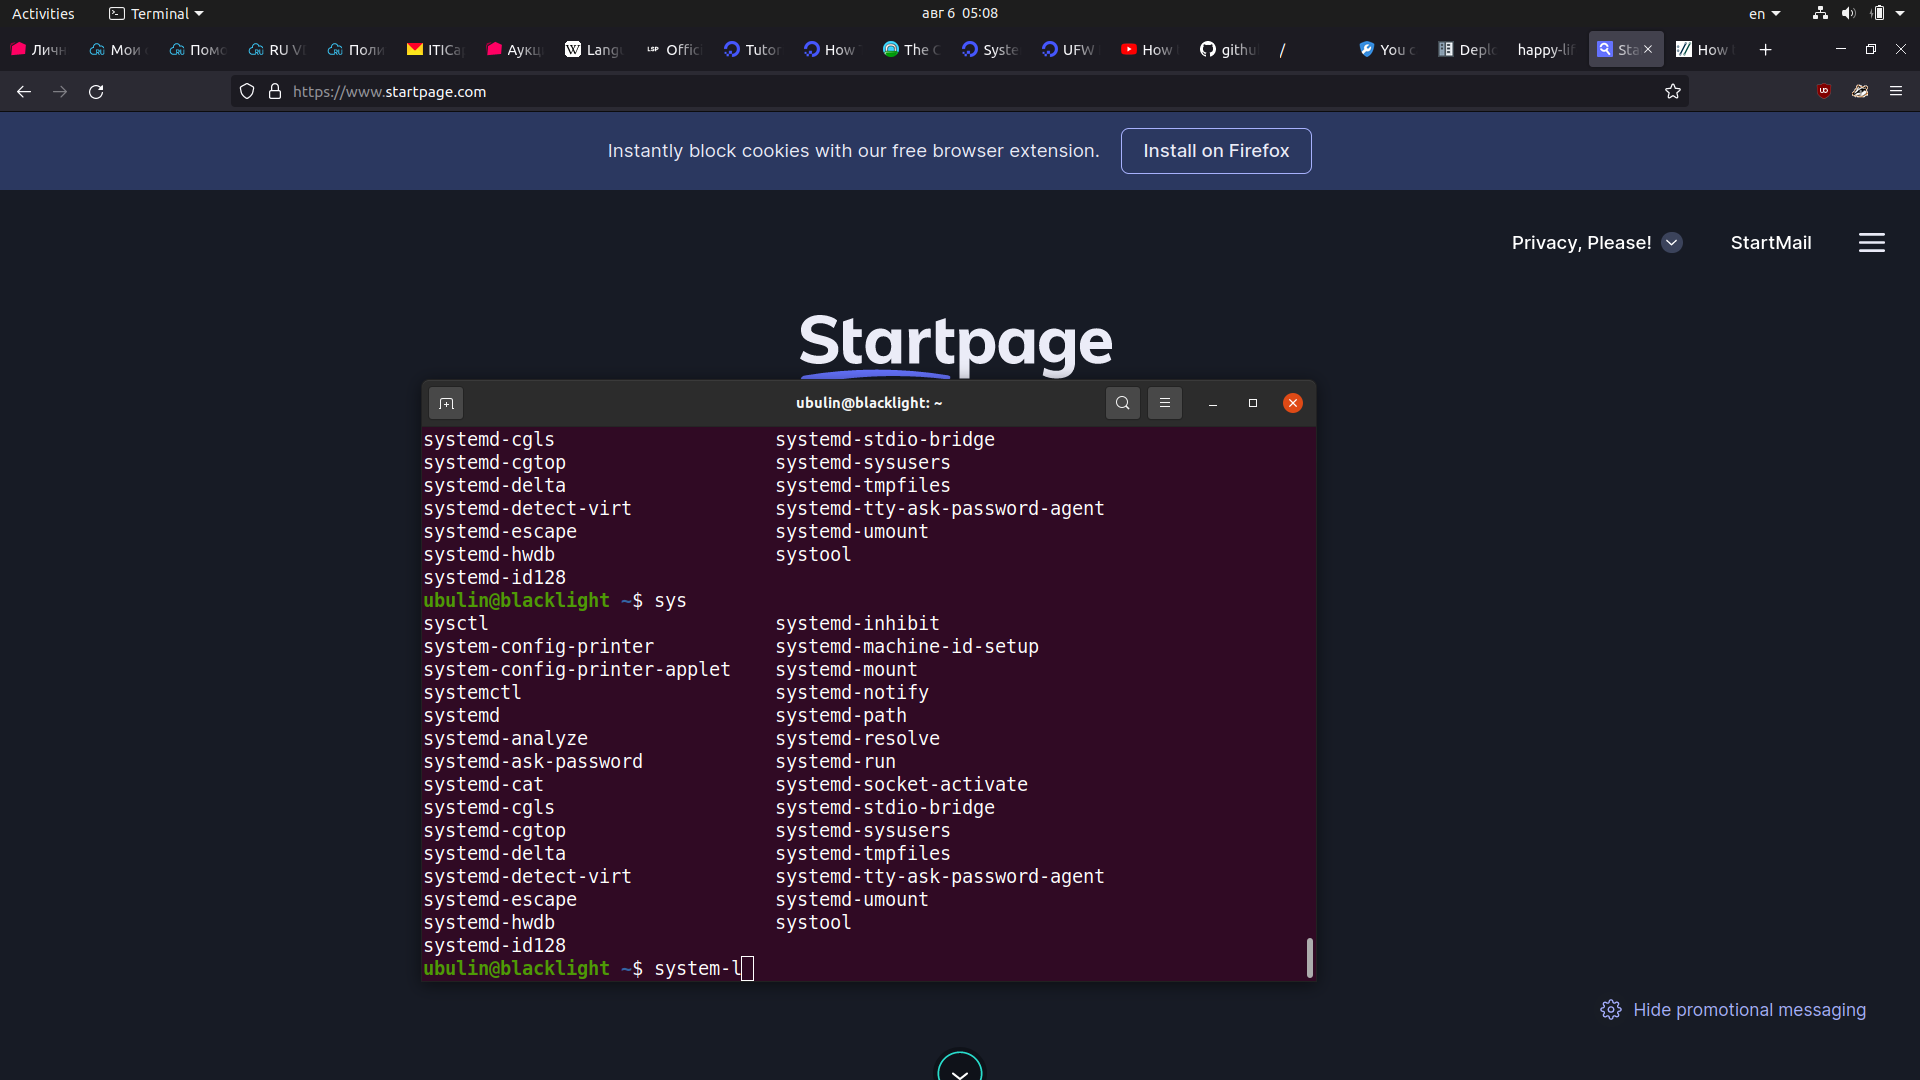 Activities Terminal авг 6 05:08 en
Личн Мои Помо RU VI Поли ITICa Аукц Lang Offici Tutor How The C Syste UFW How githu / You c Deplo happy-lif Sta How
https://www.startpage.com
Instantly block cookies with our free browser extension. Install on Firefox
Privacy, Please! StartMail
Startpage
ubulin@blacklight: ~
systemd-cgls systemd-stdio-bridge
systemd-cgtop systemd-sysusers
systemd-delta systemd-tmpfiles
systemd-detect-virt systemd-tty-ask-password-agent
systemd-escape systemd-umount
systemd-hwdb systool
systemd-id128
ubulin@blacklight ~$ sys
sysctl systemd-inhibit
system-config-printer systemd-machine-id-setup
system-config-printer-applet systemd-mount
systemctl systemd-notify
systemd systemd-path
systemd-analyze systemd-resolve
systemd-ask-password systemd-run
systemd-cat systemd-socket-activate
systemd-cgls systemd-stdio-bridge
systemd-cgtop systemd-sysusers
systemd-delta systemd-tmpfiles
systemd-detect-virt systemd-tty-ask-password-agent
systemd-escape systemd-umount
systemd-hwdb systool
systemd-id128
ubulin@blacklight ~$ system-l
Hide promotional messaging